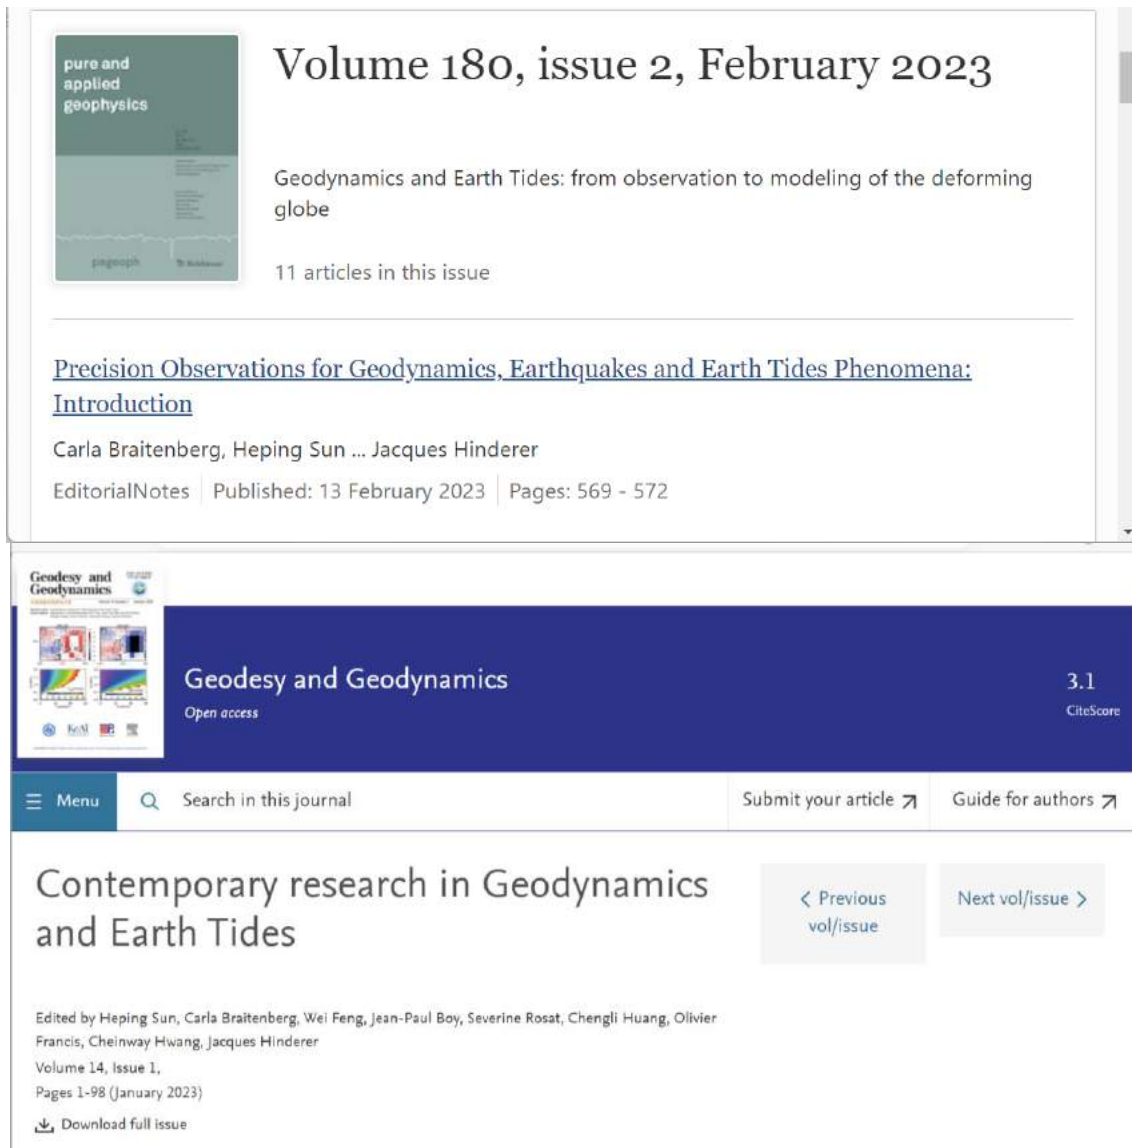 pure and
applied
geophysics
pageoph
Volume 180, issue 2, February 2023
Geodynamics and Earth Tides: from observation to modeling of the deforming
globe
11 articles in this issue
Precision Observations for Geodynamics, Earthquakes and Earth Tides Phenomena:
Introduction
Carla Braitenberg, Heping Sun ... Jacques Hinderer
EditorialNotes Published: 13 February 2023 Pages: 569 - 572
Geodesy and
Geodynamics
KeAi
Geodesy and Geodynamics
Open access
3.1
CiteScore
Menu
Search in this journal
Submit your article
Guide for authors
Contemporary research in Geodynamics
and Earth Tides
< Previous
vol/issue
Next vol/issue >
Edited by Heping Sun, Carla Braitenberg, Wei Feng, Jean-Paul Boy, Severine Rosat, Chengli Huang, Olivier
Francis, Cheinway Hwang, Jacques Hinderer
Volume 14, Issue 1,
Pages 1-98 (January 2023)
Download full issue